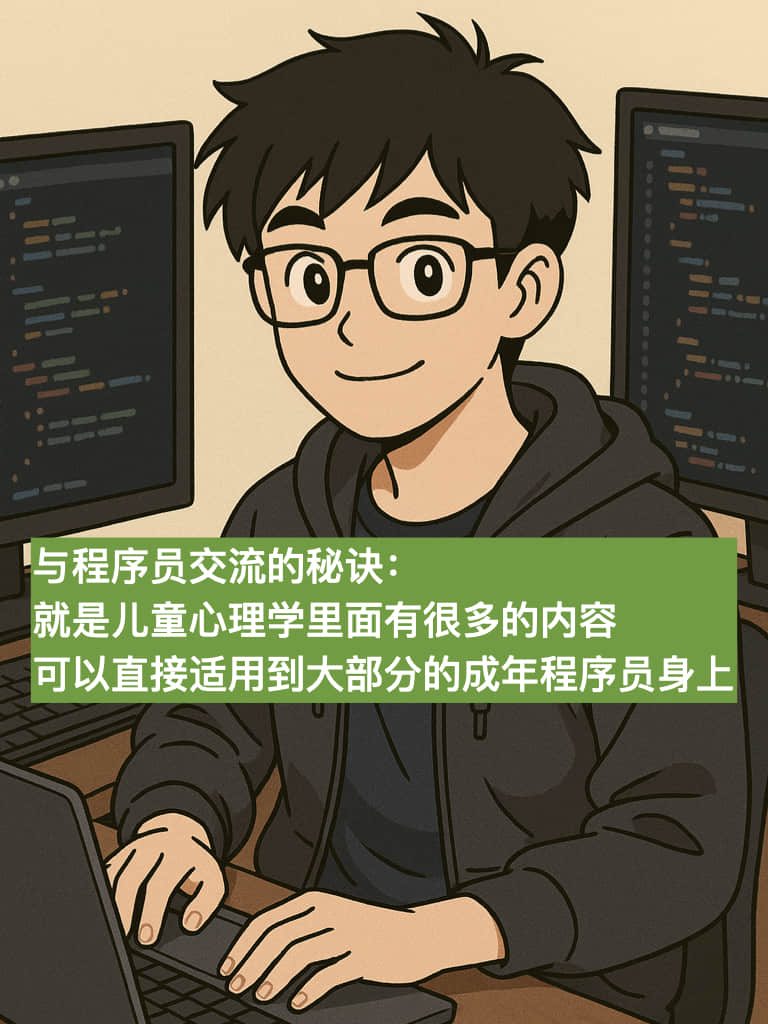 与程序员交流的秘诀：
就是儿童心理学里面有很多的内容
可以直接适用到大部分的成年程序员身上